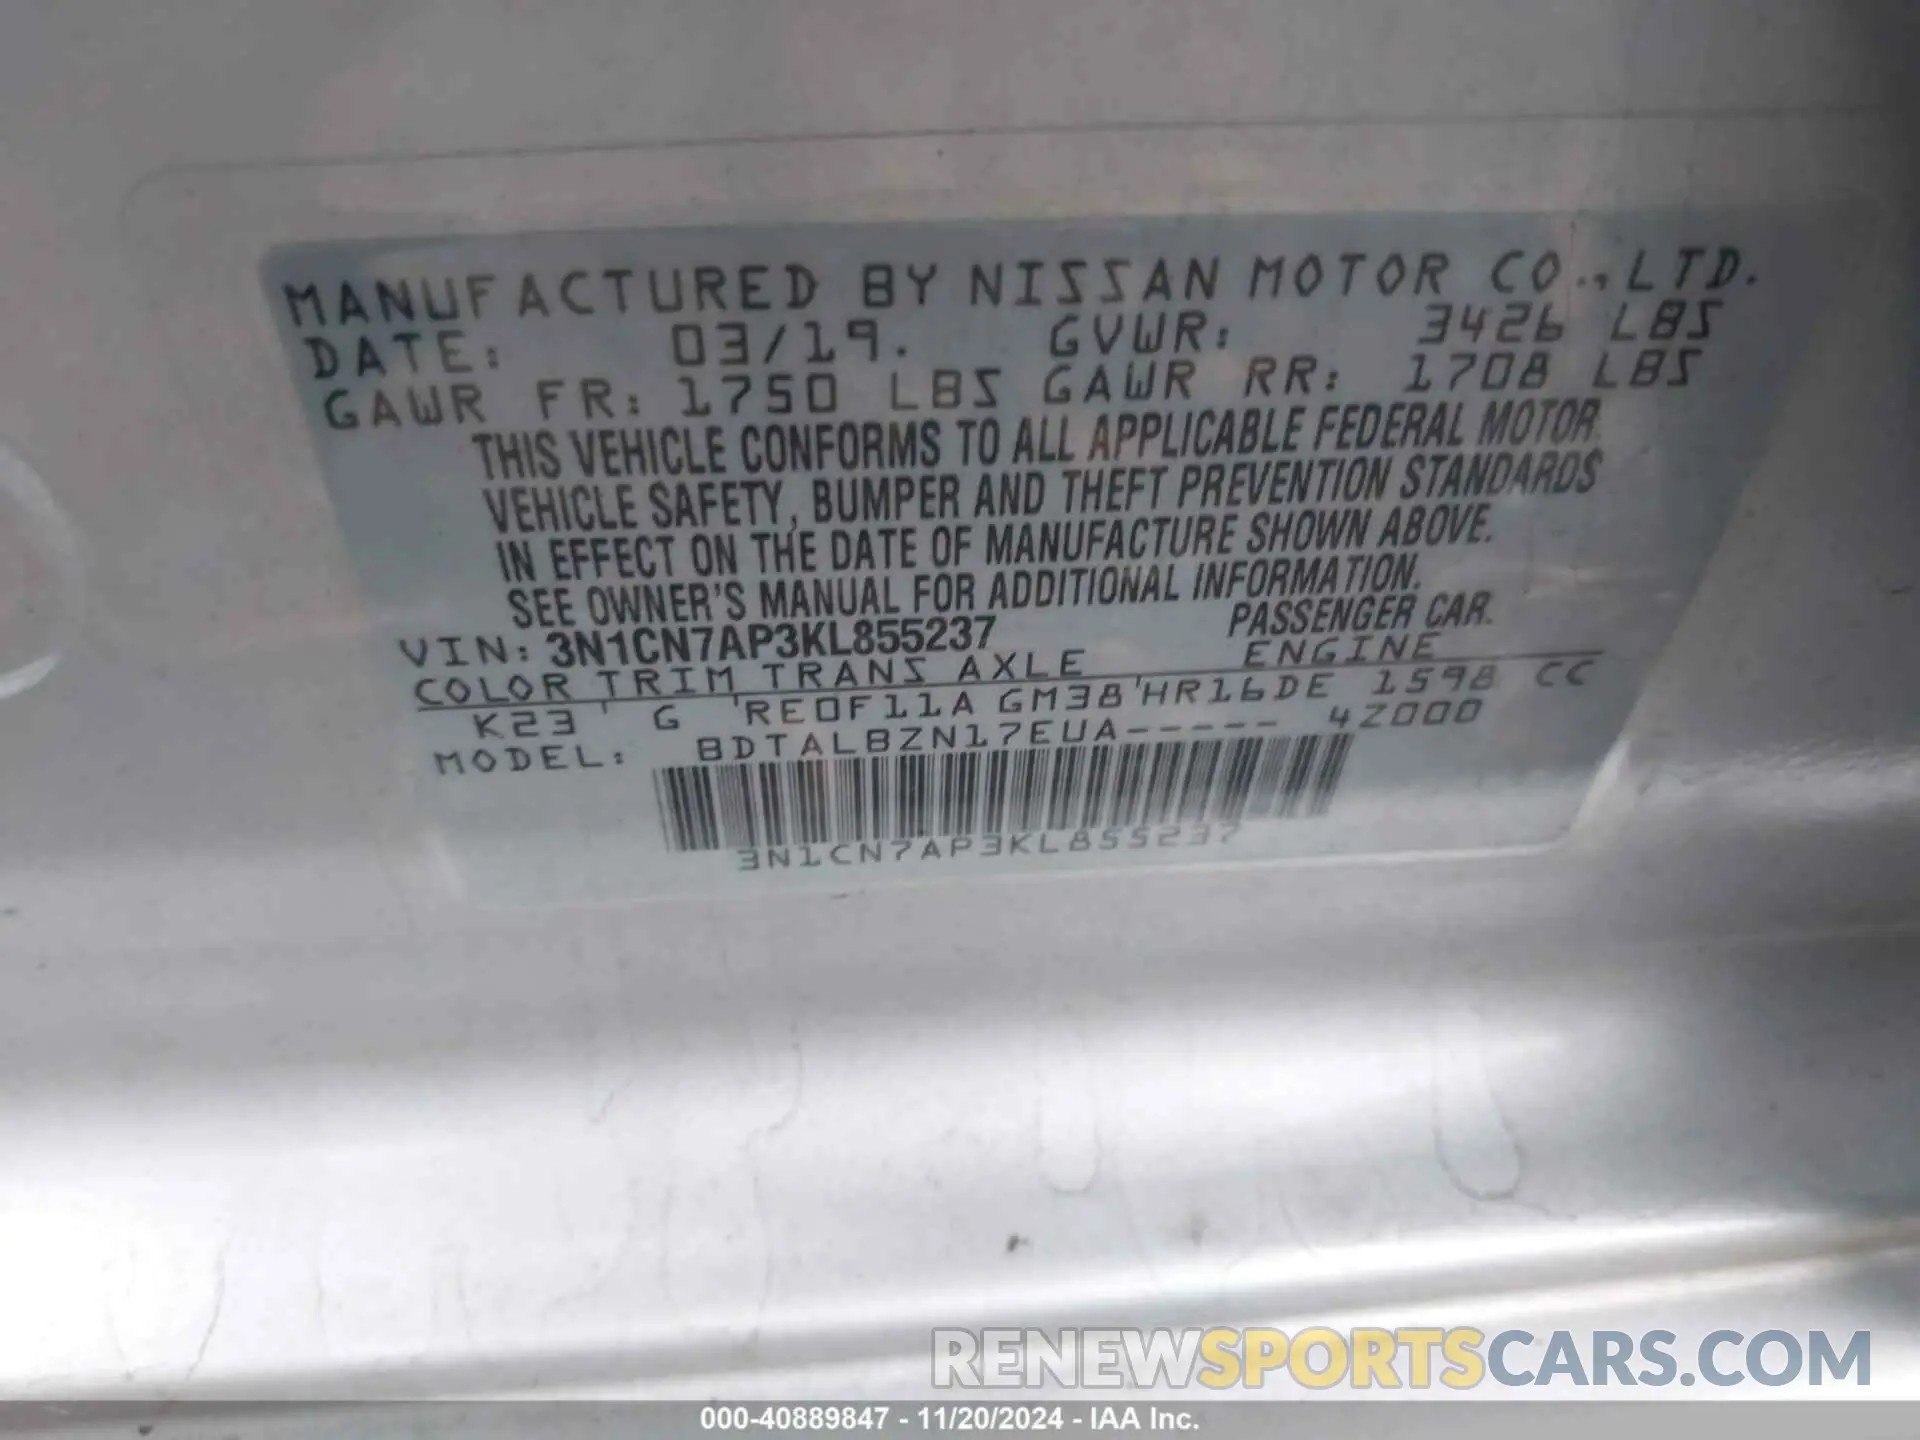 MANUFACTURED BY NISSAN MOTOR CO., LTD.
DATE: 03/19. GVWR: 3426 LBS
GAWR FR: 1750 LBS GAWR RR: 1708 LBS
THIS VEHICLE CONFORMS TO ALL APPLICABLE FEDERAL MOTOR
VEHICLE SAFETY, BUMPER AND THEFT PREVENTION STANDARDS
IN EFFECT ON THE DATE OF MANUFACTURE SHOWN ABOVE.
SEE OWNER'S MANUAL FOR ADDITIONAL INFORMATION.
VIN: 3N1CN7AP3KL855237 PASSENGER CAR.
COLOR TRIM TRANS AXLE ENGINE
K23 G RE0F11A GM38 HR16DE 1598 CC
MODEL: BDTALBZN17EUA----- 4Z000
3N1CN7AP3KL855237
RENEWSPORTSCARS.COM
000-40889847 - 11/20/2024 - IAA Inc.